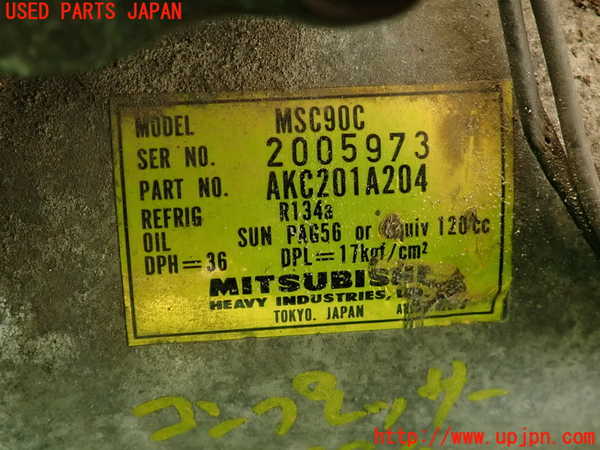 USED PARTS JAPAN
MODEL MSC90C
SER NO. 2005973
PART NO. AKC201A204
REFRIG R134a
OIL SUN PAG56 or Equiv 120cc
DPH=36 DPL=17kgf/cm²
MITSUBISHI
HEAVY INDUSTRIES,
TOKYO. JAPAN
コンプレッサー
http://www.upjpn.com/